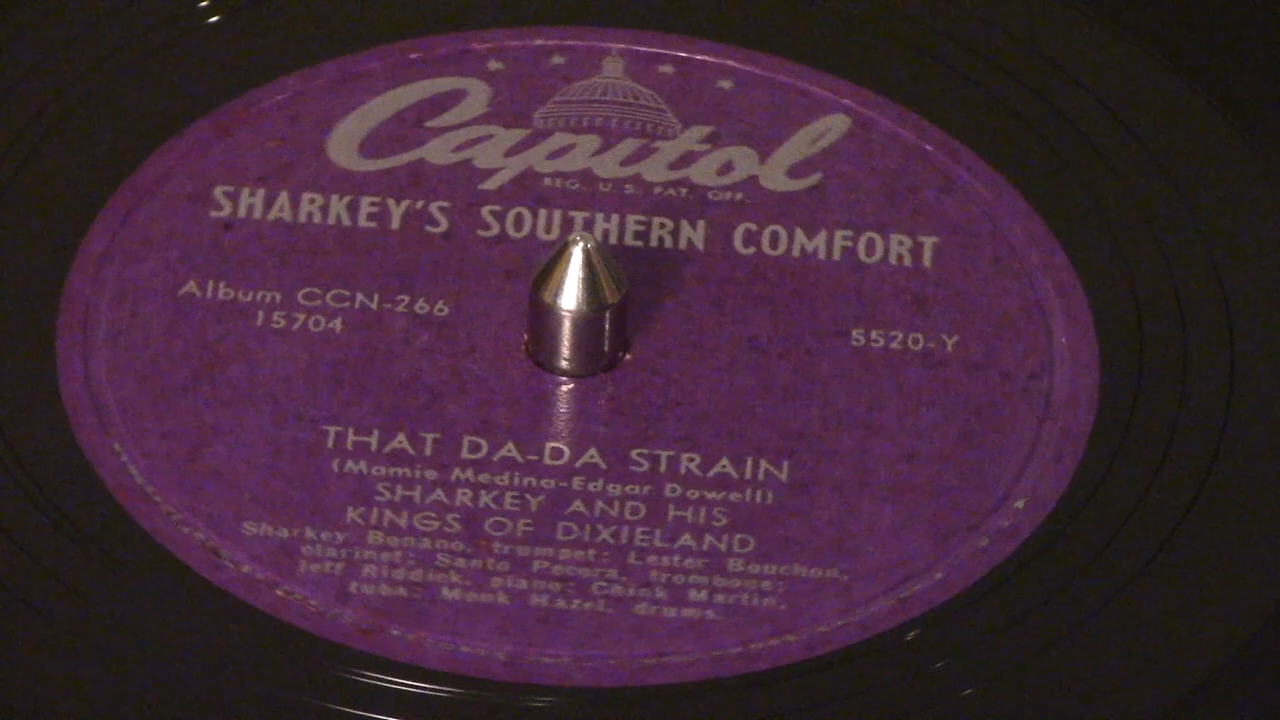 Capitol
REG. U.S. PAT. OFF.
SHARKEY'S SOUTHERN COMFORT
Album CCN-266
15704
5520-Y
THAT DA-DA STRAIN
(Mamie Medina-Edgar Dowell)
SHARKEY AND HIS
KINGS OF DIXIELAND
Sharkey Bonano, trumpet; Lester Bouchon,
clarinet; Santo Pecora, trombone;
Jeff Riddick, piano; Chink Martin,
tuba; Monk Hazel, drums.